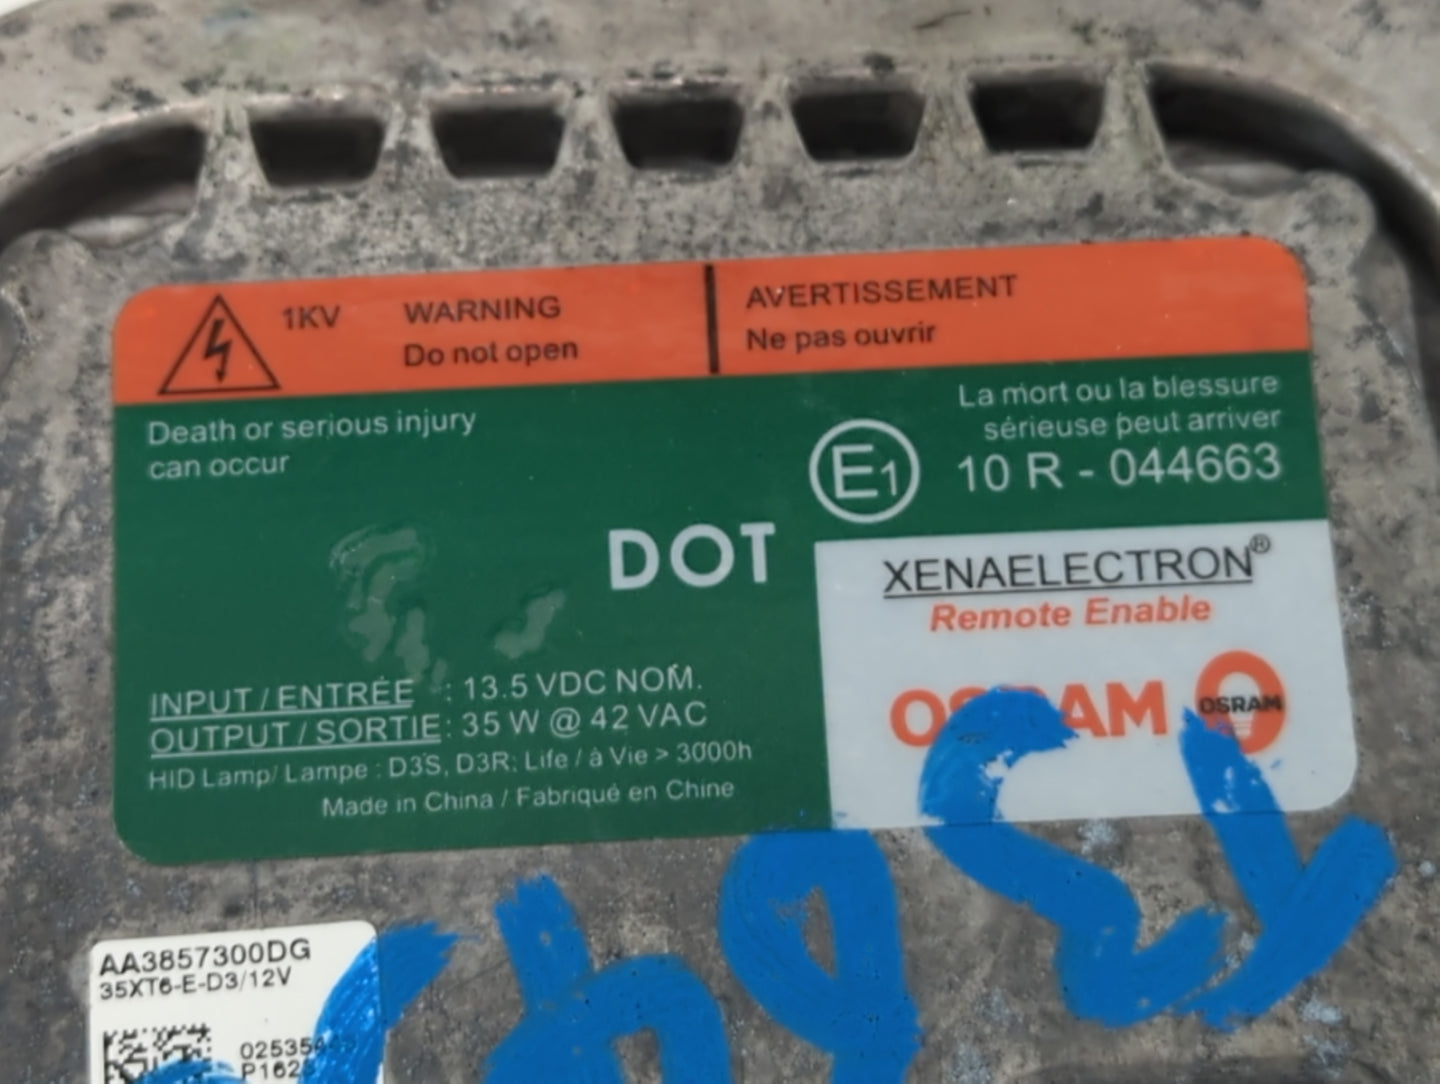 1KV
WARNING
Do not open
AVERTISSEMENT
Ne pas ouvrir
Death or serious injury
can occur
La mort ou la blessure
sérieuse peut arriver
E1
10 R - 044663
DOT
XENAELECTRON®
Remote Enable
OSRAM
OSRAM
INPUT / ENTRÉE : 13.5 VDC NOM.
OUTPUT / SORTIE : 35 W @ 42 VAC
HID Lamp/ Lampe : D3S, D3R; Life / à Vie > 3000h
Made in China / Fabriqué en Chine
AA3857300DG
35XT6-E-D3/12V